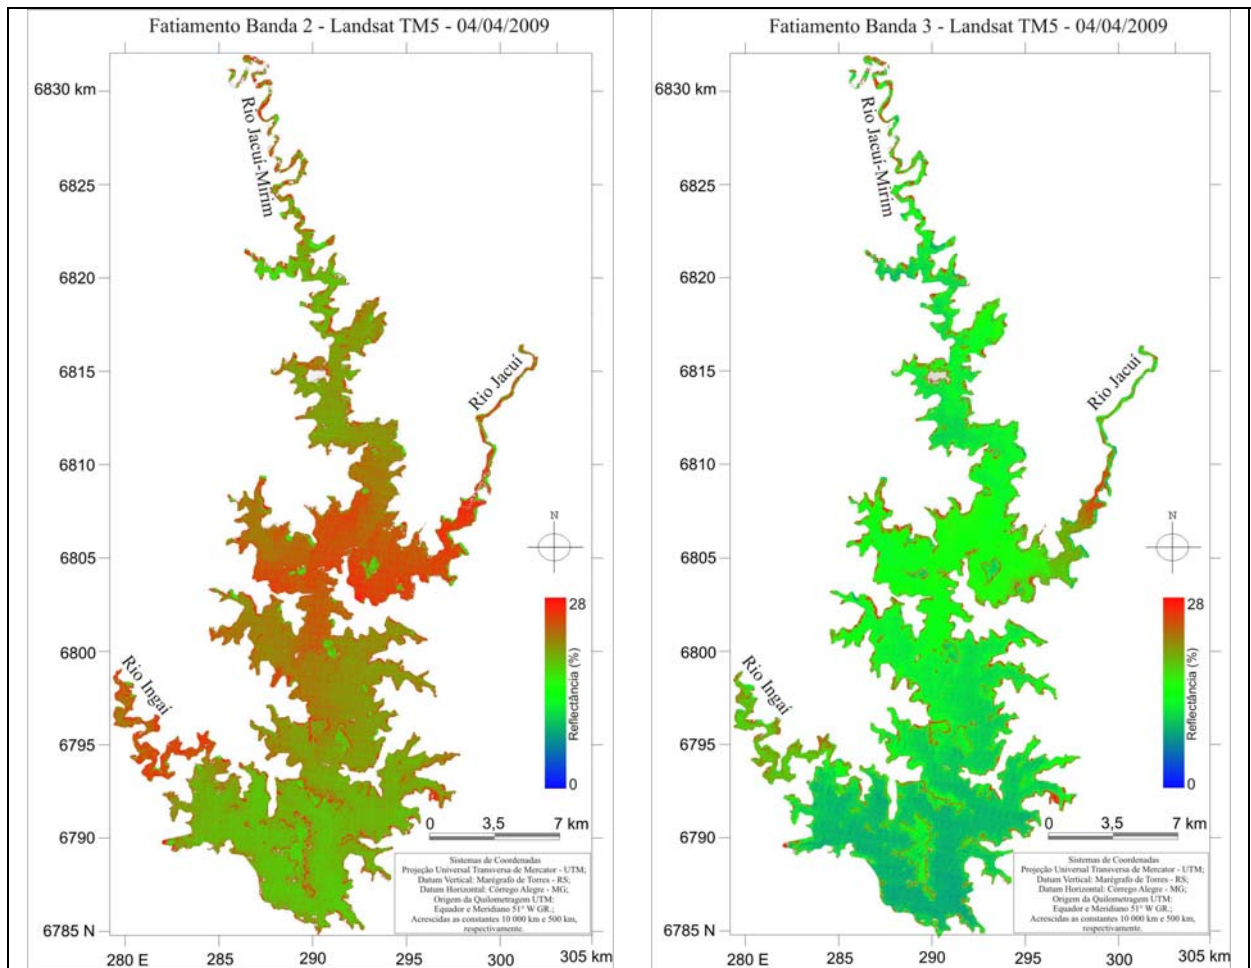 Fatiamento Banda 2 - Landsat TM5 - 04/04/2009
6830 km
6825
6820
6815
6810
6805
6800
6795
6790
6785 N
280 E
285
290
295
300
305 km
Rio Jacuí-Mirim
Rio Jacuí
Rio Ingaí
N
28
Reflectância (%)
0
0 3,5 7 km
Sistemas de Coordenadas
Projeção Universal Transversa de Mercator - UTM;
Datum Vertical: Marégrafo de Torres - RS;
Datum Horizontal: Córrego Alegre - MG;
Origem da Quilometragem UTM:
Equador e Meridiano 51° W GR.;
Acrescidas as constantes 10 000 km e 500 km,
respectivamente.
Fatiamento Banda 3 - Landsat TM5 - 04/04/2009
6830 km
6825
6820
6815
6810
6805
6800
6795
6790
6785 N
280 E
285
290
295
300
305 km
Rio Jacuí-Mirim
Rio Jacuí
Rio Ingaí
N
28
Reflectância (%)
0
0 3,5 7 km
Sistemas de Coordenadas
Projeção Universal Transversa de Mercator - UTM;
Datum Vertical: Marégrafo de Torres - RS;
Datum Horizontal: Córrego Alegre - MG;
Origem da Quilometragem UTM:
Equador e Meridiano 51° W GR.;
Acrescidas as constantes 10 000 km e 500 km,
respectivamente.